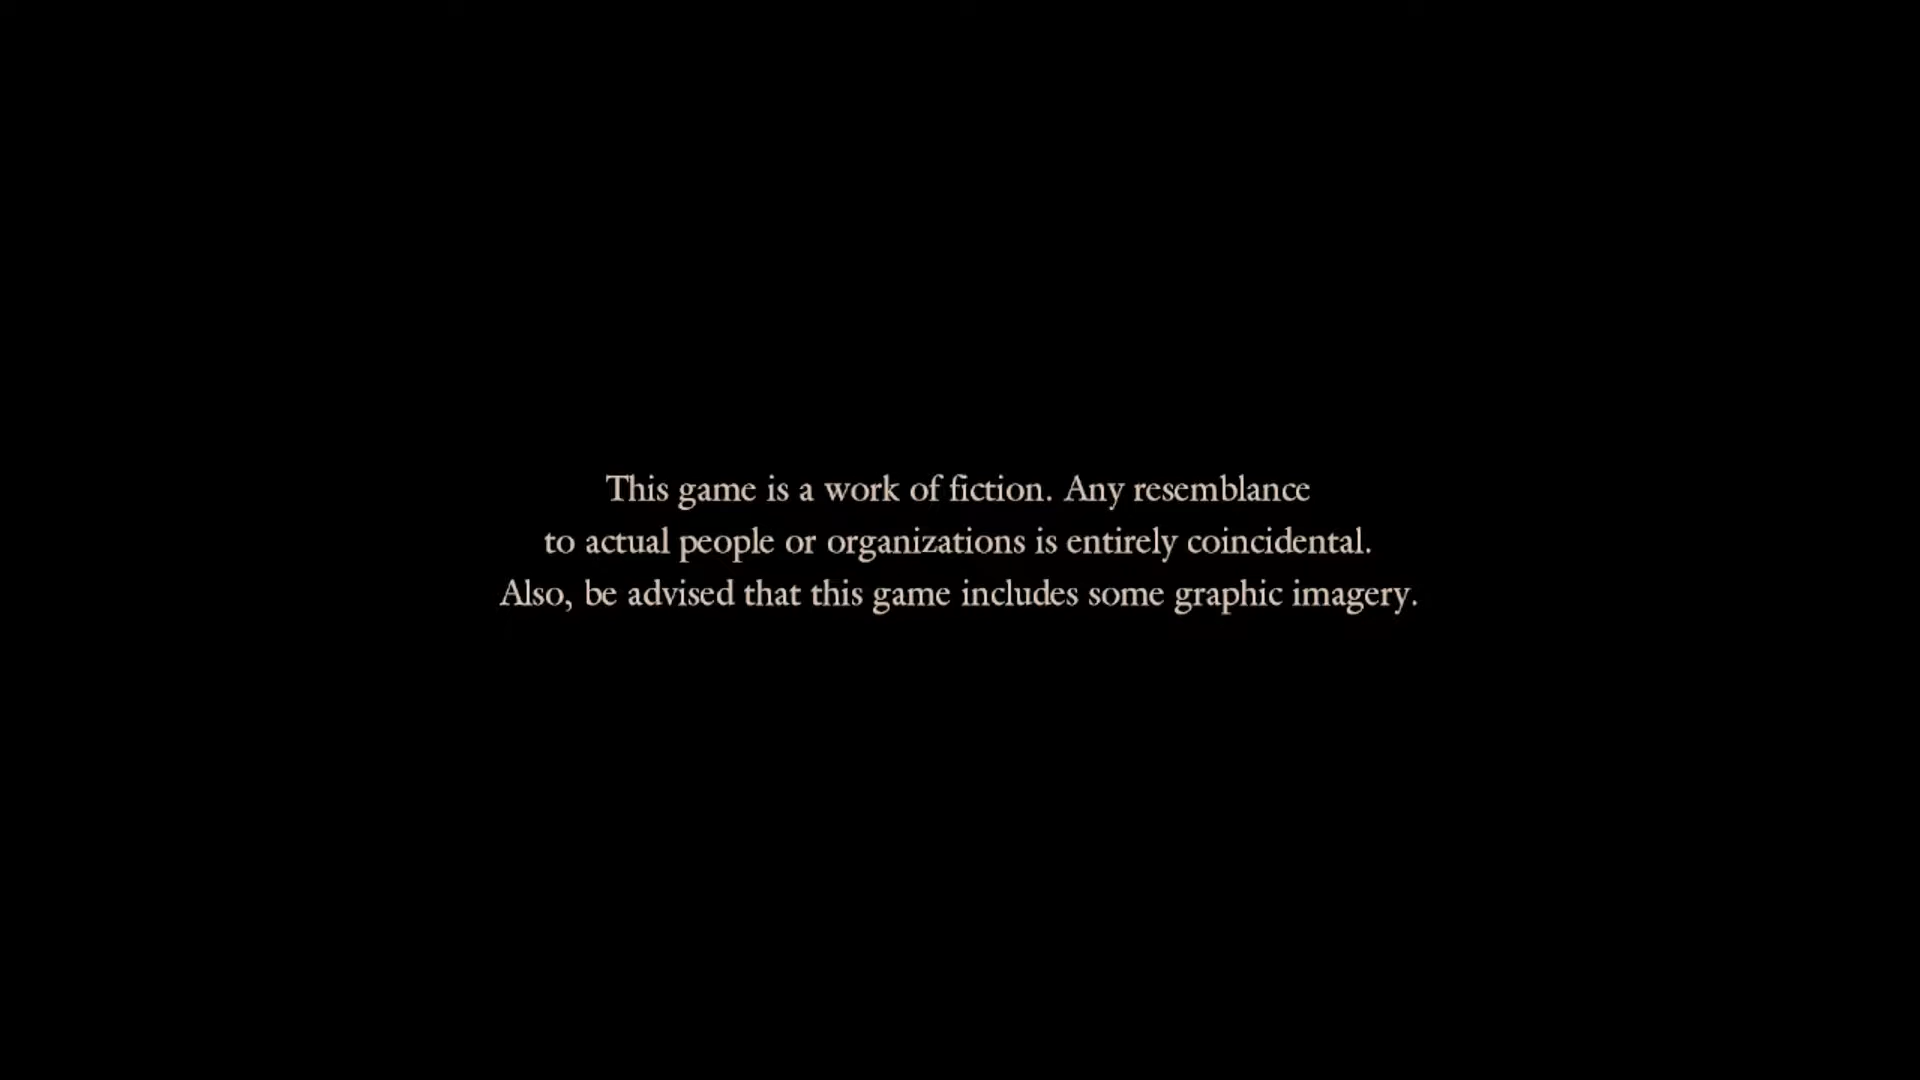 This game is a work of fiction. Any resemblance
to actual people or organizations is entirely coincidental.
Also, be advised that this game includes some graphic imagery.